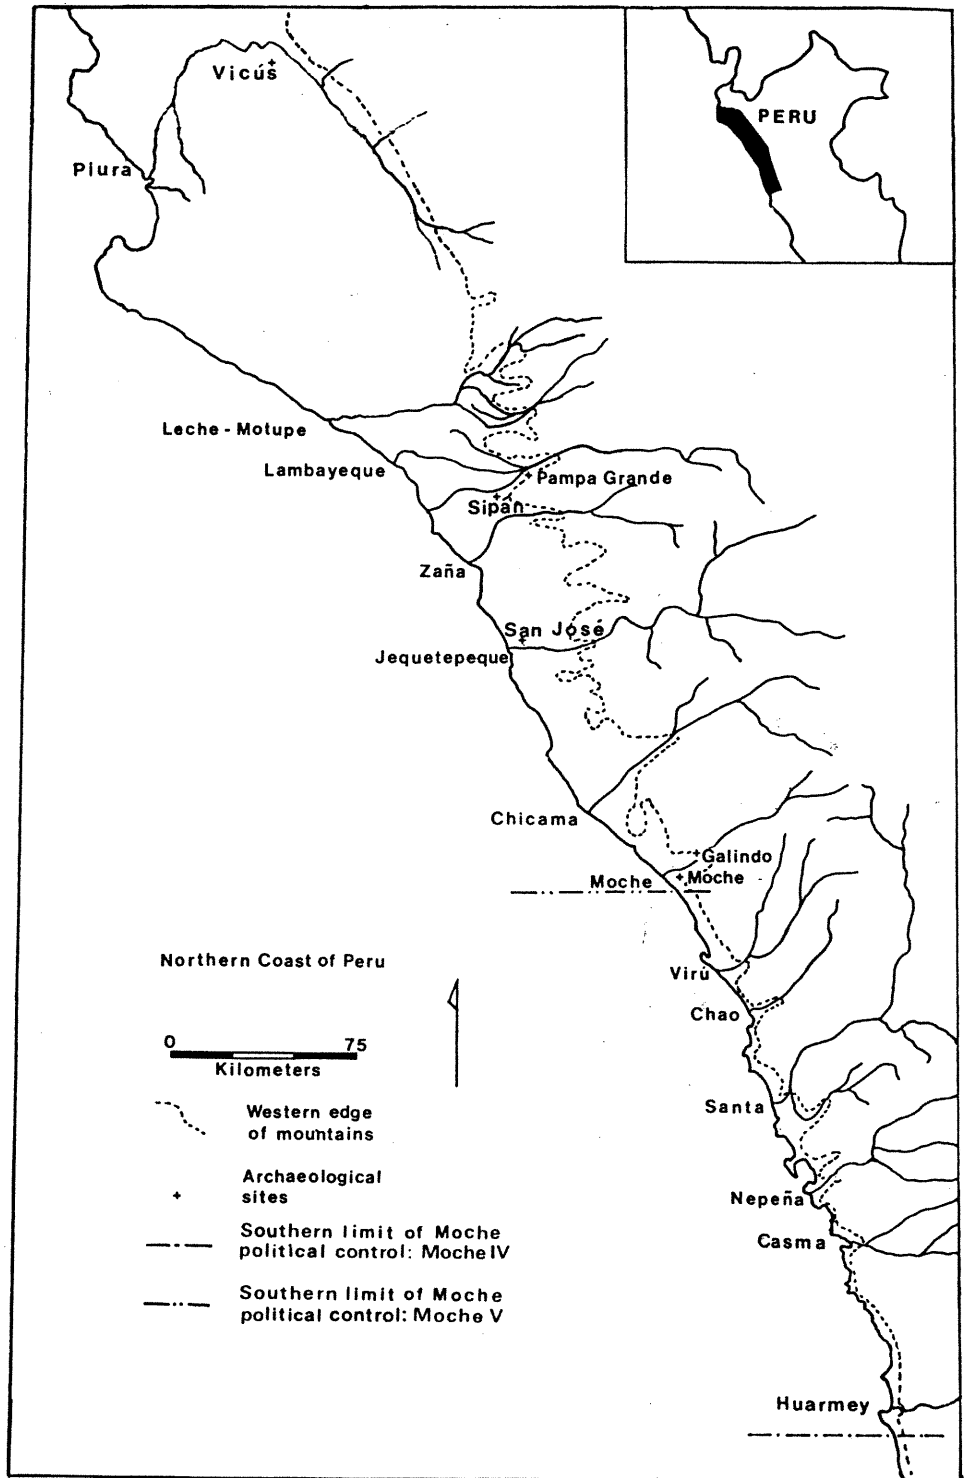 PERU
Vicús
Piura
Leche - Motupe
Lambayeque
Pampa Grande
Sipán
Zaña
San José
Jequetepeque
Chicama
Galindo
Moche
Moche
Virú
Chao
Santa
Nepeña
Casma
Huarmey
Northern Coast of Peru
0 75
Kilometers
Western edge
of mountains
Archaeological
sites
Southern limit of Moche
political control: Moche IV
Southern limit of Moche
political control: Moche V